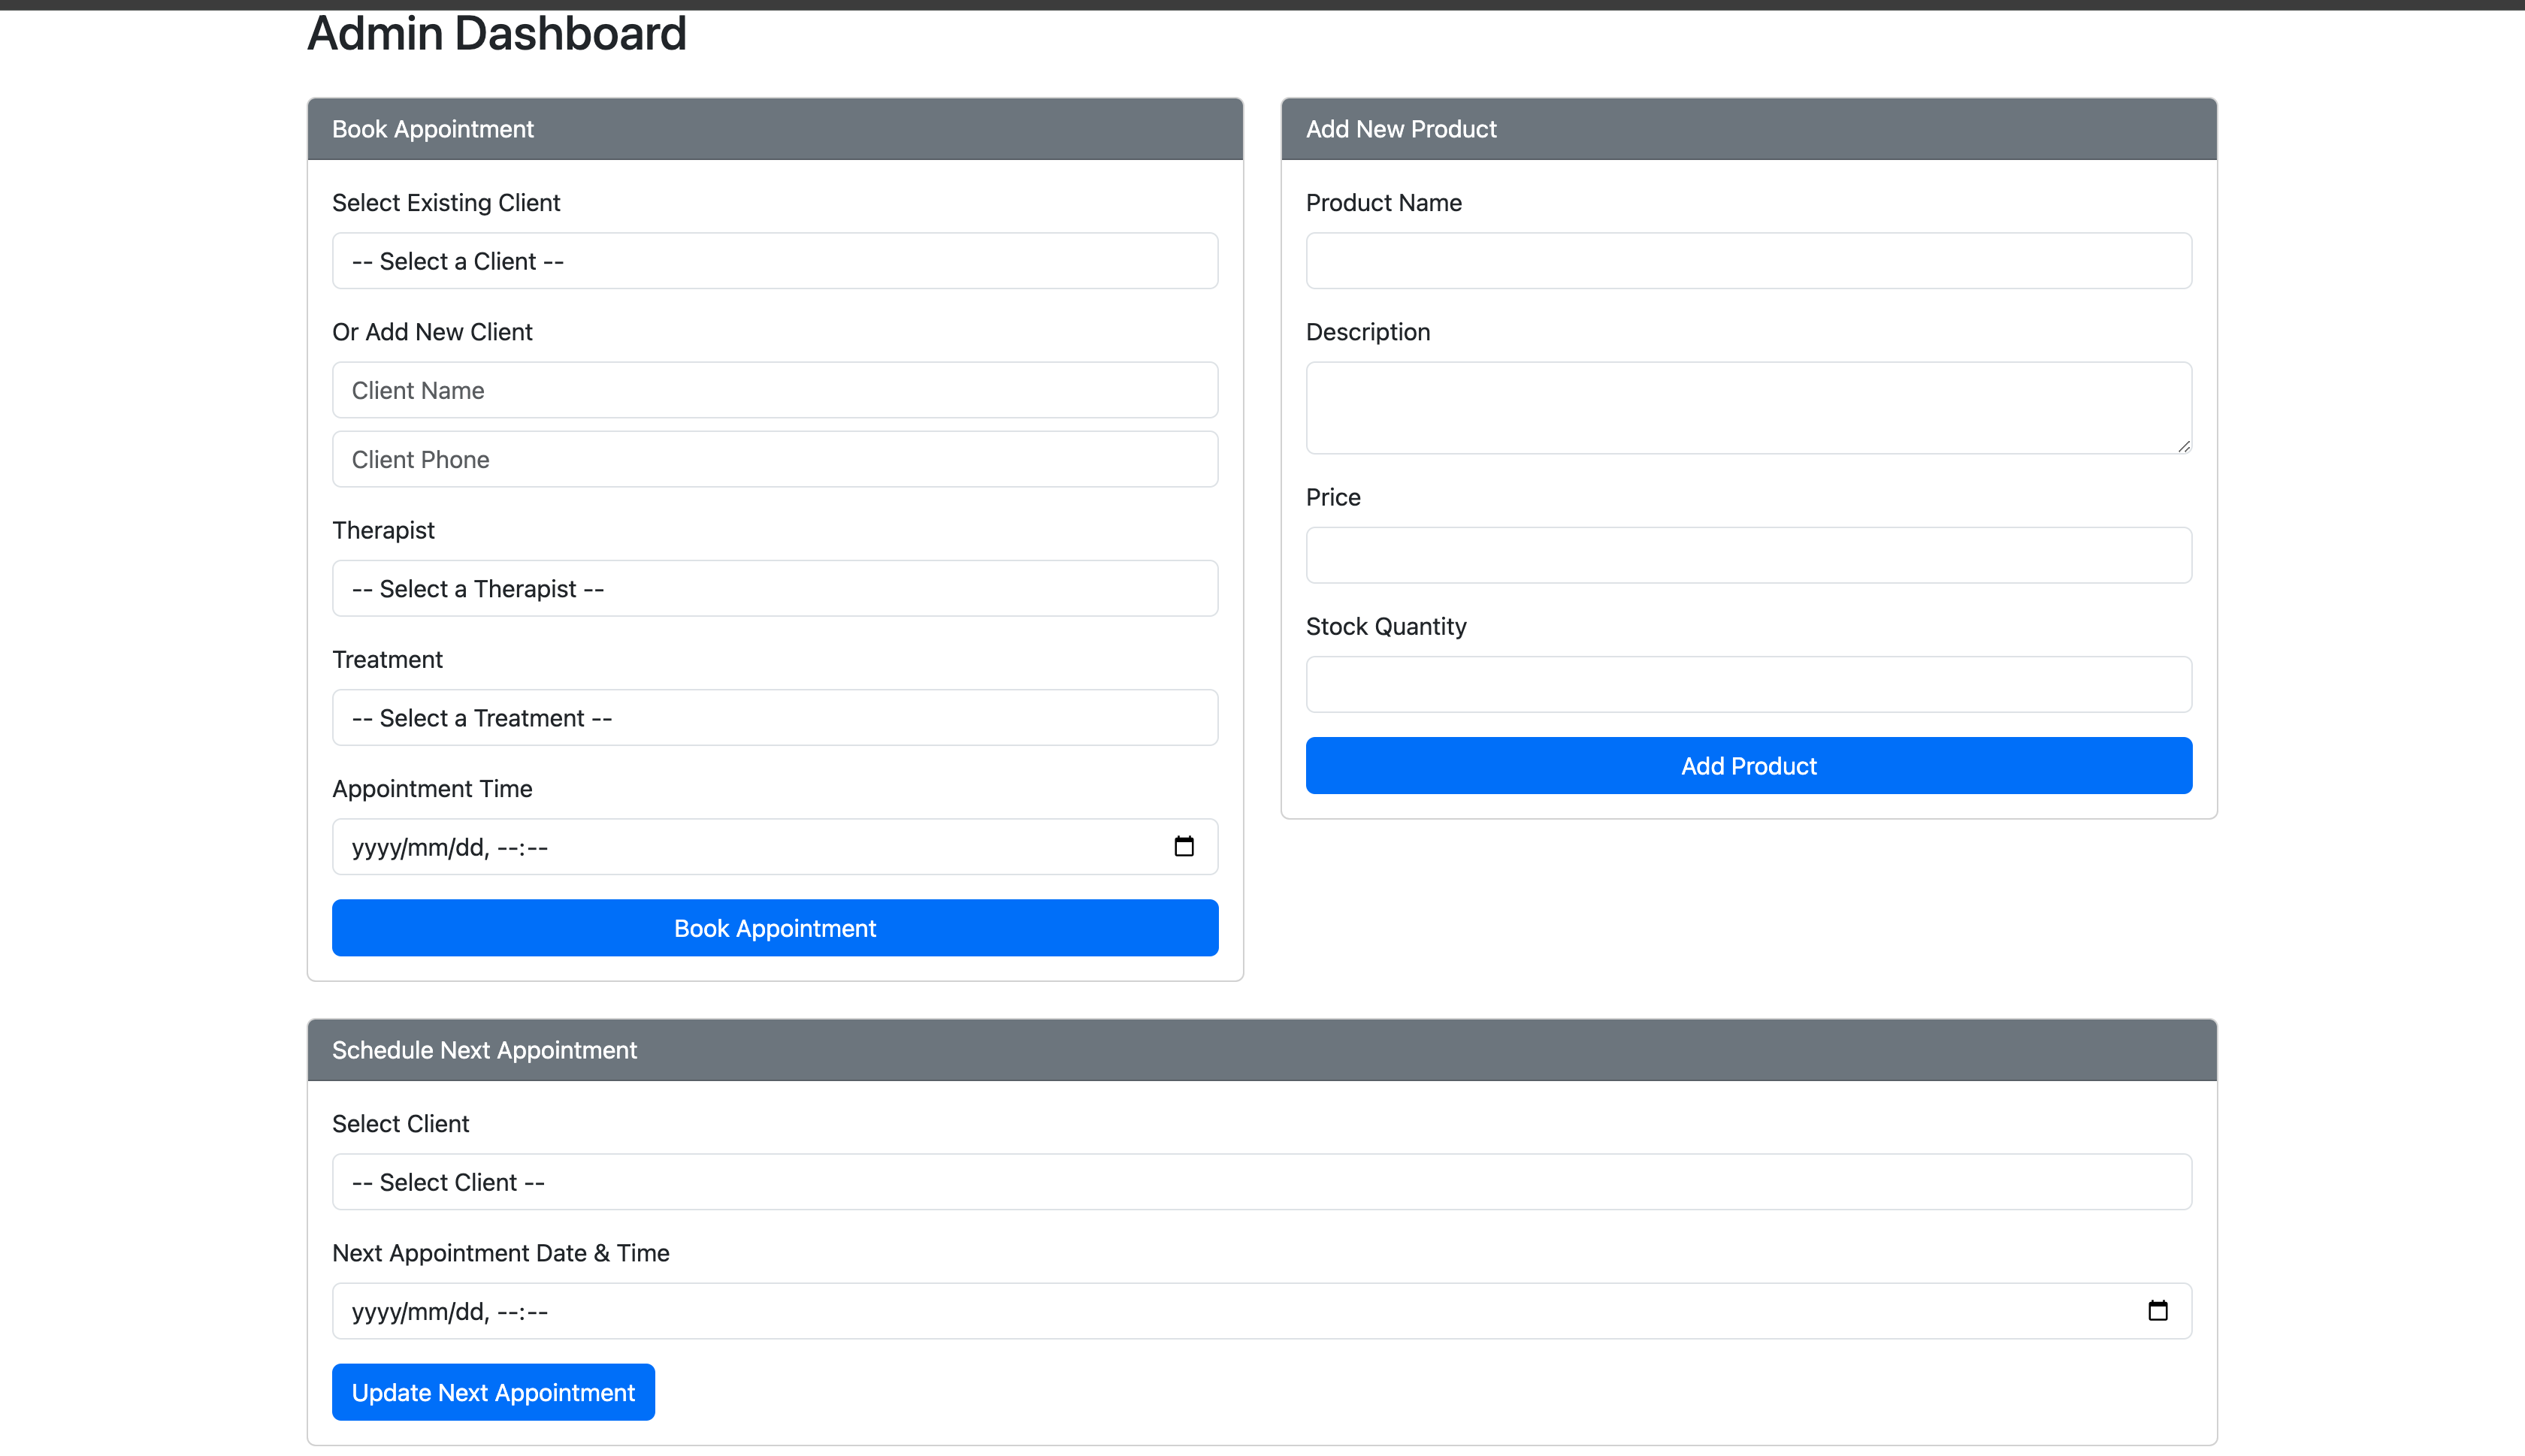 Admin Dashboard
Book Appointment
Select Existing Client
-- Select a Client --
Or Add New Client
Client Name
Client Phone
Therapist
-- Select a Therapist --
Treatment
-- Select a Treatment --
Appointment Time
yyyy/mm/dd, --:--
Book Appointment
Add New Product
Product Name
Description
Price
Stock Quantity
Add Product
Schedule Next Appointment
Select Client
-- Select Client --
Next Appointment Date & Time
yyyy/mm/dd, --:--
Update Next Appointment